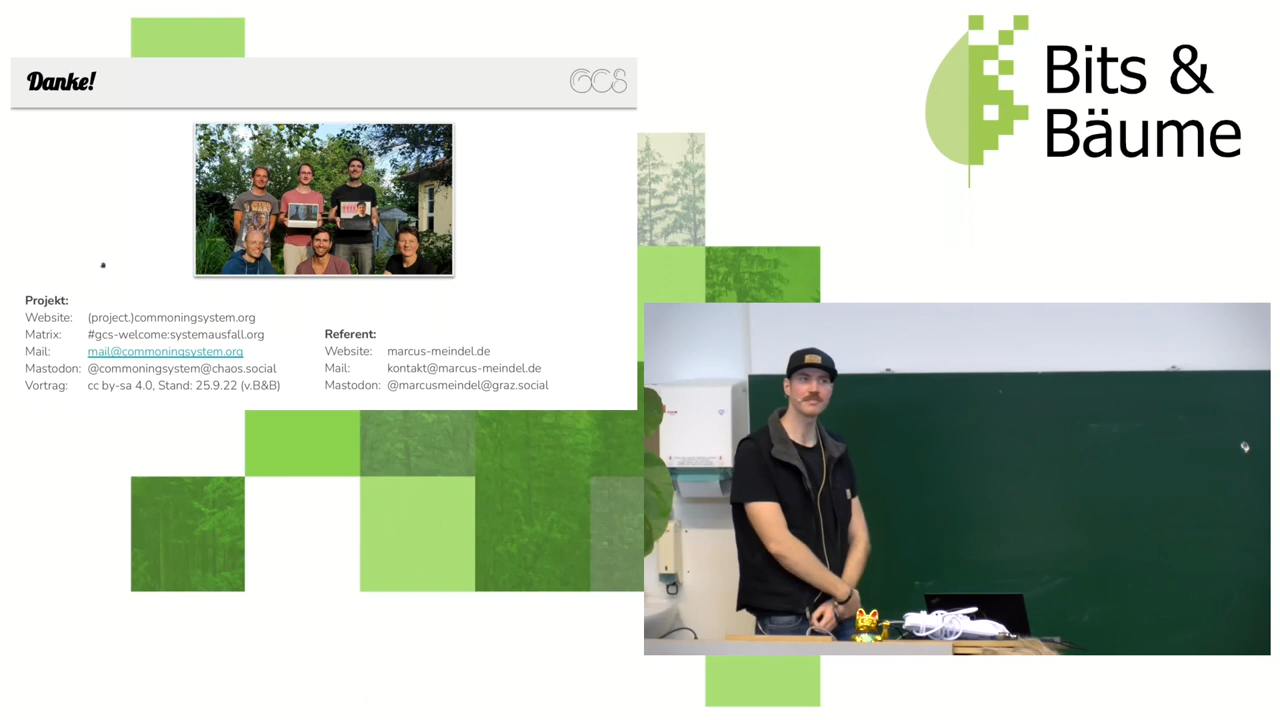 Danke!
GCS
Projekt:
Website: (project.)commoningsystem.org
Matrix: #gcs-welcome:systemausfall.org
Mail: mail@commoningsystem.org
Mastodon: @commoningsystem@chaos.social
Vortrag: cc by-sa 4.0, Stand: 25.9.22 (v.B&B)
Referent:
Website: marcus-meindel.de
Mail: kontakt@marcus-meindel.de
Mastodon: @marcusmeindel@graz.social
Bits &
Bäume